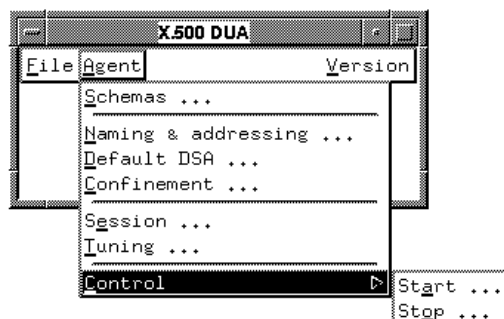 X.500 DUA
File Agent Version
Schemas ...
Naming & addressing ...
Default DSA ...
Confinement ...
Session ...
Tuning ...
Control
Start ...
Stop ...